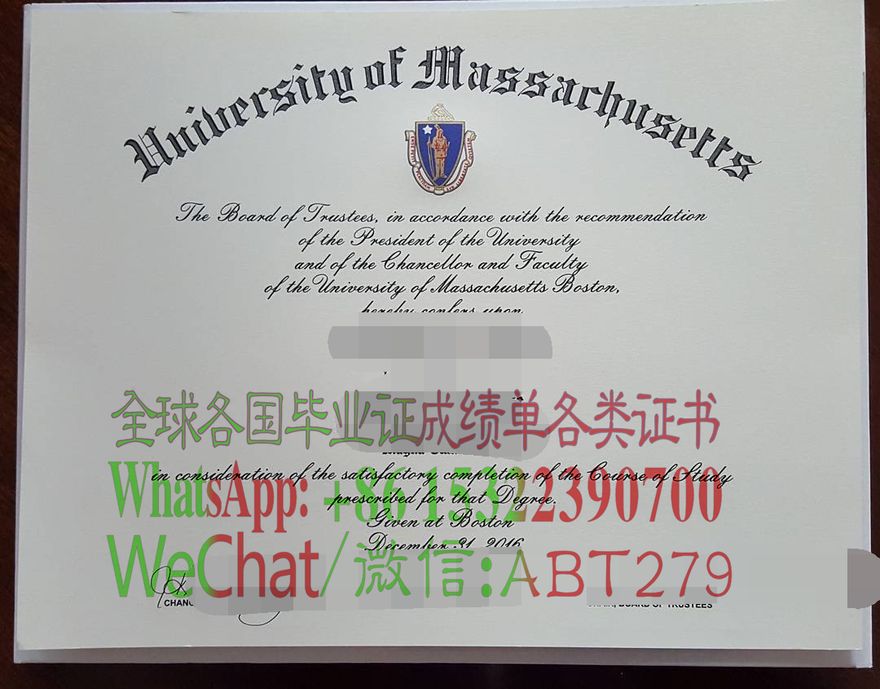 University of Massachusetts
The Board of Trustees, in accordance with the recommendation
of the President of the University
and of the Chancellor and Faculty
of the University of Massachusetts Boston,
hereby confers upon
全球各国毕业证成绩单各类证书
in consideration of the satisfactory completion of the Course of Study
WhatsApp: +86 15322390700
prescribed for that Degree.
Given at Boston
December 31, 2016
WeChat/微信:ABT279
CHAIR, BOARD OF TRUSTEES